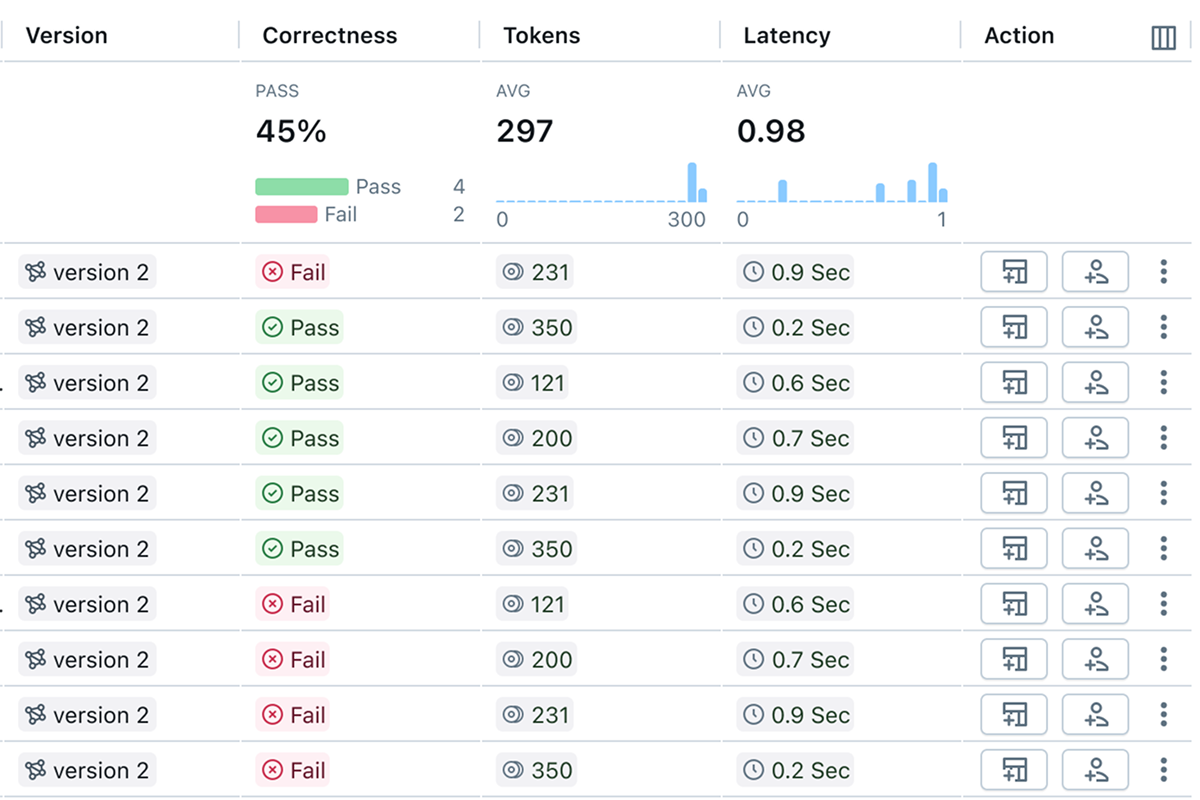 Version Correctness Tokens Latency Action
PASS AVG AVG
45% 297 0.98
Pass 4
Fail 2
0 300 0 1
version 2 Fail 231 0.9 Sec
version 2 Pass 350 0.2 Sec
version 2 Pass 121 0.6 Sec
version 2 Pass 200 0.7 Sec
version 2 Pass 231 0.9 Sec
version 2 Pass 350 0.2 Sec
version 2 Fail 121 0.6 Sec
version 2 Fail 200 0.7 Sec
version 2 Fail 231 0.9 Sec
version 2 Fail 350 0.2 Sec